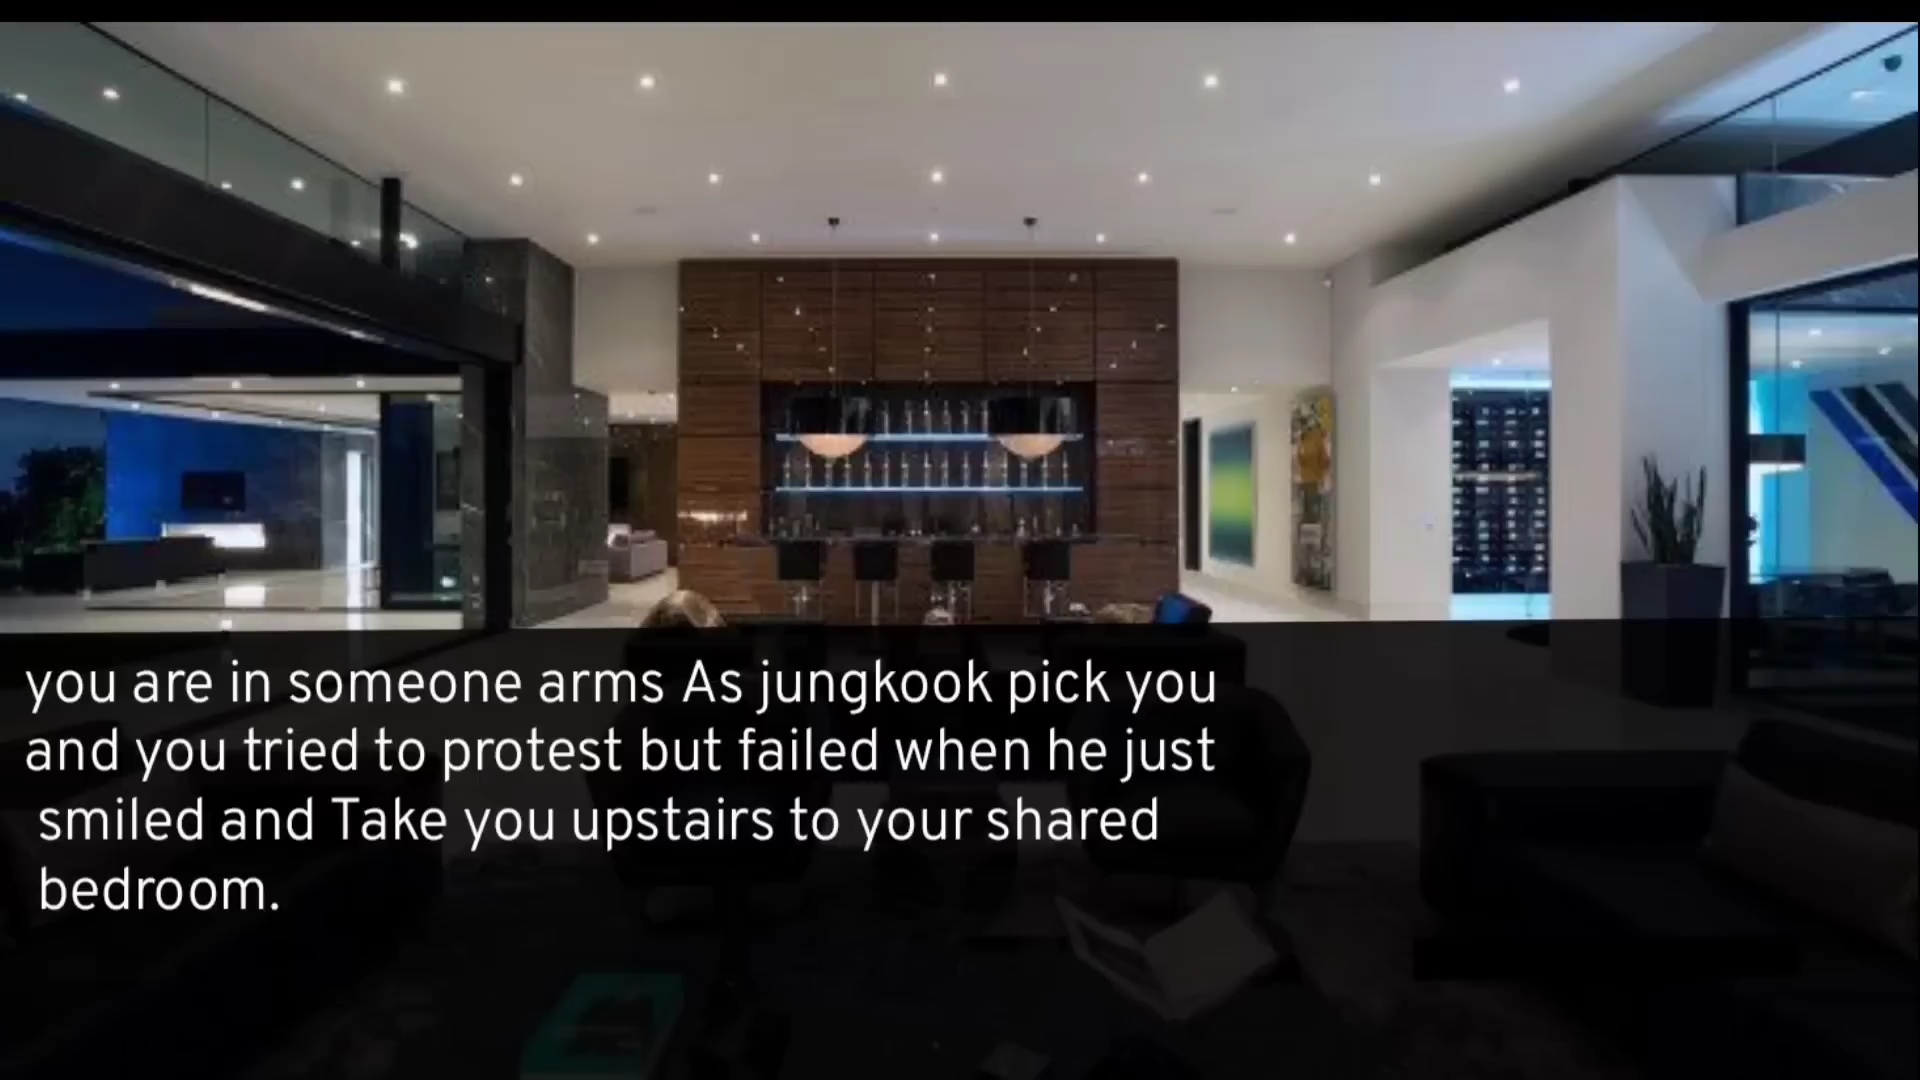 you are in someone arms As jungkook pick you
and you tried to protest but failed when he just
smiled and Take you upstairs to your shared
bedroom.